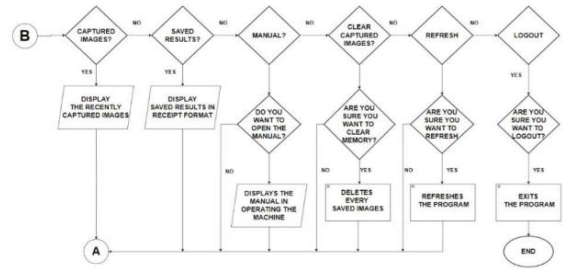 B
CAPTURED
IMAGES?
NO
SAVED
RESULTS?
NO
MANUAL?
NO
CLEAR
CAPTURED
IMAGES?
NO
REFRESH
NO
LOGOUT
YES
YES
YES
DISPLAY
THE RECENTLY
CAPTURED IMAGES
DISPLAY
SAVED RESULTS IN
RECEIPT FORMAT
DO YOU
WANT TO
OPEN THE
MANUAL?
ARE YOU
SURE YOU
WANT TO
CLEAR
MEMORY?
ARE YOU
SURE YOU
WANT TO
REFRESH
ARE YOU
SURE YOU
WANT TO
LOGOUT?
NO
NO
YES
NO
YES
YES
DISPLAYS THE
MANUAL IN
OPERATING THE
MACHINE
DELETES
EVERY
SAVED IMAGES
REFRESHES
THE PROGRAM
EXITS
THE PROGRAM
A
END